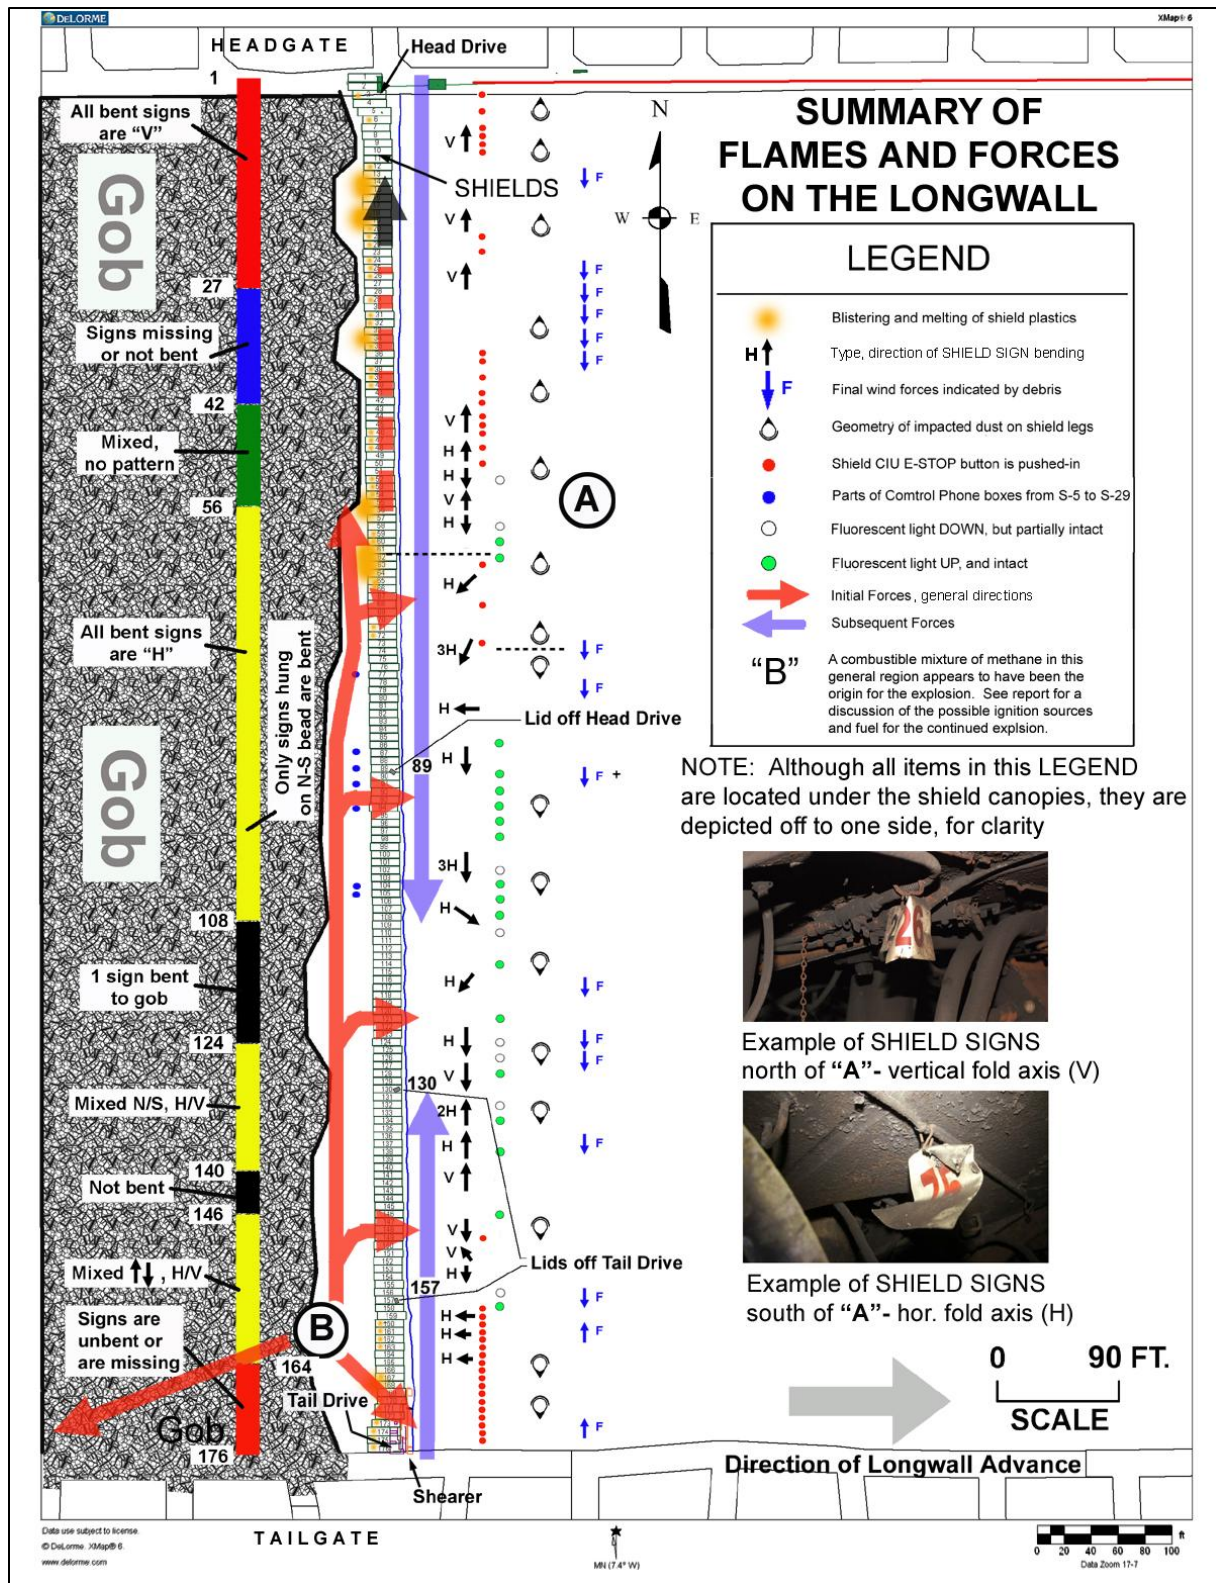 DELORME
XMap® 6
HEADGATE
Head Drive
1
All bent signs
are "V"
Gob
SHIELDS
27
Signs missing
or not bent
42
Mixed,
no pattern
56
All bent signs
are "H"
Only signs hung
on N-S bead are bent
Gob
108
1 sign bent
to gob
124
Mixed N/S, H/V
140
Not bent
146
Mixed , H/V
Signs are
unbent or
are missing
164
Gob
176
B
Tail Drive
Shearer
TAILGATE
V
V
V
V
H
H
V
H
H
3H
H
H
3H
H
H
H
V
2H
H
V
V
V
H
H
H
H
A
Lid off Head Drive
89
130
Lids off Tail Drive
157
F
F
F
F
F
F
F
F
F +
F
F
F
F
F
F
F
N
W E
SUMMARY OF
FLAMES AND FORCES
ON THE LONGWALL
LEGEND
Blistering and melting of shield plastics
H Type, direction of SHIELD SIGN bending
F Final wind forces indicated by debris
Geometry of impacted dust on shield legs
Shield CIU E-STOP button is pushed-in
Parts of Comtrol Phone boxes from S-5 to S-29
Fluorescent light DOWN, but partially intact
Fluorescent light UP, and intact
Initial Forces, general directions
Subsequent Forces
"B" A combustible mixture of methane in this
general region appears to have been the
origin for the explosion. See report for a
discussion of the possible ignition sources
and fuel for the continued explsion.
NOTE: Although all items in this LEGEND
are located under the shield canopies, they are
depicted off to one side, for clarity
26
Example of SHIELD SIGNS
north of "A"- vertical fold axis (V)
Example of SHIELD SIGNS
south of "A"- hor. fold axis (H)
0 90 FT.
SCALE
Direction of Longwall Advance
Data use subject to license.
© DeLorme. XMap® 6.
www.delorme.com
MN (7.4° W)
ft
0 20 40 60 80 100
Data Zoom 17-7